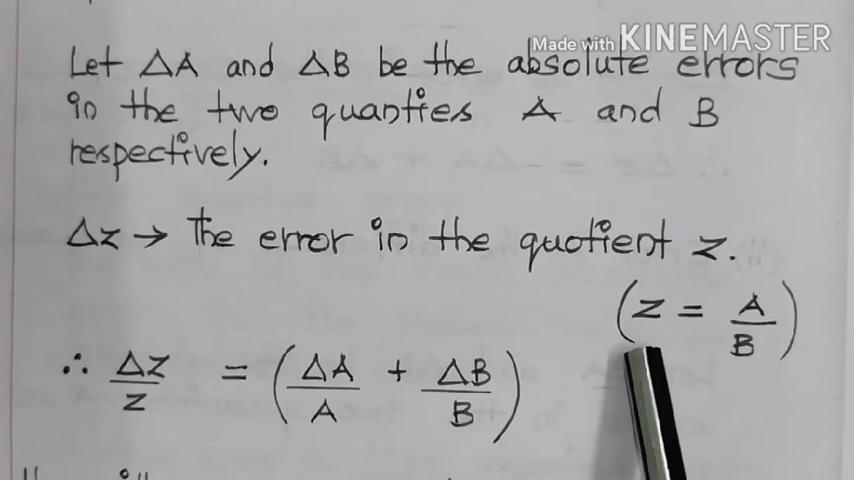 Made with KINEMASTER
Let ΔA and ΔB be the absolute errors
in the two quanties A and B
respectively.
Δz → The error in the quotient z.
(z = A/B)
∴ Δz/z = (ΔA/A + ΔB/B)